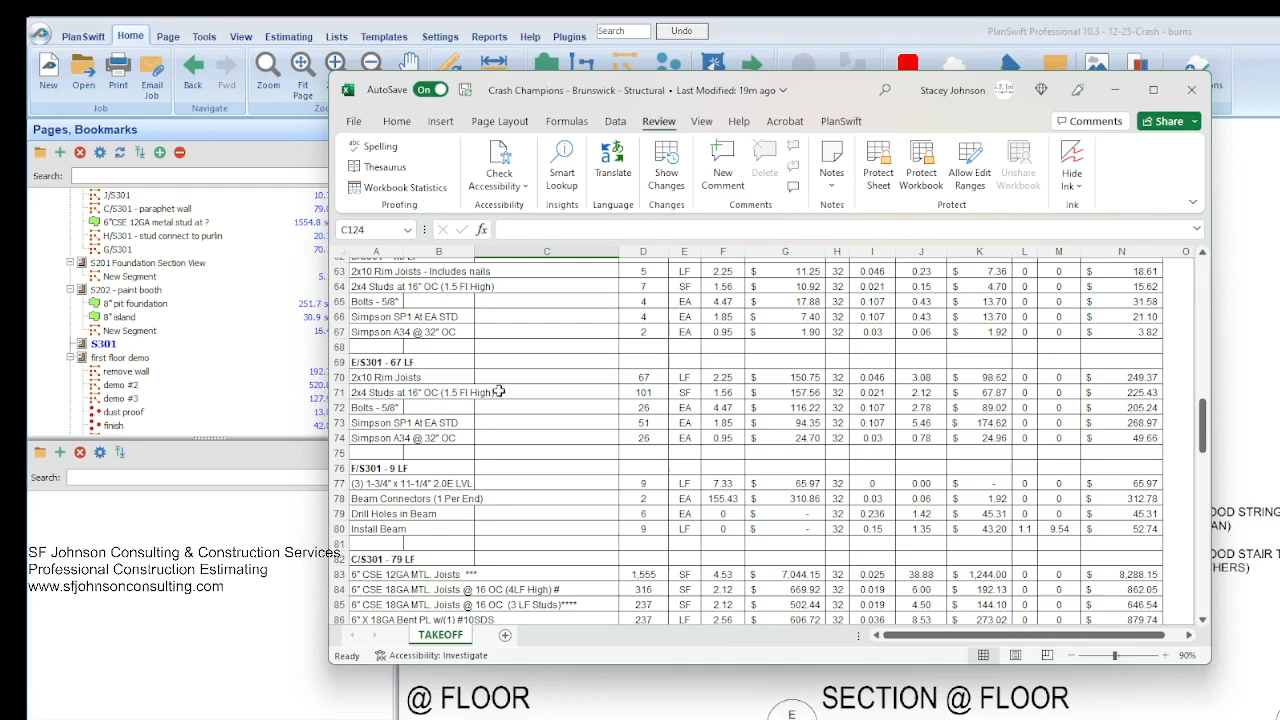 PlanSwift Home Page Tools View Estimating Lists Templates Settings Reports Help Plugins Search Undo PlanSwift Professional 10.3 - 12-25-Crash - burns
New Open Print Email Job Back Fwd Zoom Fit Page
Job Navigate
Pages, Bookmarks
Search:
J/S301 10.
C/S301 - paraphet wall 79.
6"CSE 12GA metal stud at ? 1554.8 s
H/S301 - stud connect to purlin 20.
G/S301 70.
S201 Foundation Section View
New Segment 5.
S202 - paint booth
8" pit foundation 251.7 s
8" island 30.9 s
New Segment 16.
S301
first floor demo
remove wall 127.
demo #2 520.8
demo #3 127.9
dust proof 13.
finish 42.
Search:
SF Johnson Consulting & Construction Services
Professional Construction Estimating
www.sfjohnsonconsulting.com
AutoSave On Crash Champions - Brunswick - Structural • Last Modified: 19m ago Stacey Johnson
File Home Insert Page Layout Formulas Data Review View Help Acrobat PlanSwift Comments Share
Spelling
Thesaurus
Workbook Statistics
Check Accessibility Smart Lookup Translate Show Changes New Comment Delete Notes Protect Sheet Protect Workbook Allow Edit Ranges Unshare Workbook Hide Ink
Proofing Accessibility Insights Language Changes Comments Notes Protect Ink
C124 fx
A B C D E F G H I J K L M N O
63 2x10 Rim Joists - Includes nails 5 LF 2.25 $ 11.25 32 0.046 0.23 $ 7.36 0 0 $ 18.61
64 2x4 Studs at 16" OC (1.5 Fl High) 7 SF 1.56 $ 10.92 32 0.021 0.15 $ 4.70 0 0 $ 15.62
65 Bolts - 5/8" 4 EA 4.47 $ 17.88 32 0.107 0.43 $ 13.70 0 0 $ 31.58
66 Simpson SP1 At EA STD 4 EA 1.85 $ 7.40 32 0.107 0.43 $ 13.70 0 0 $ 21.10
67 Simpson A34 @ 32" OC 2 EA 0.95 $ 1.90 32 0.03 0.06 $ 1.92 0 0 $ 3.82
68
69 E/S301 - 67 LF
70 2x10 Rim Joists 67 LF 2.25 $ 150.75 32 0.046 3.08 $ 98.62 0 0 $ 249.37
71 2x4 Studs at 16" OC (1.5 Fl High) 101 SF 1.56 $ 157.56 32 0.021 2.12 $ 67.87 0 0 $ 225.43
72 Bolts - 5/8" 26 EA 4.47 $ 116.22 32 0.107 2.78 $ 89.02 0 0 $ 205.24
73 Simpson SP1 At EA STD 51 EA 1.85 $ 94.35 32 0.107 5.46 $ 174.62 0 0 $ 268.97
74 Simpson A34 @ 32" OC 26 EA 0.95 $ 24.70 32 0.03 0.78 $ 24.96 0 0 $ 49.66
75
76 F/S301 - 9 LF
77 (3) 1-3/4" x 11-1/4" 2.0E LVL 9 LF 7.33 $ 65.97 32 0 0.00 $ - 0 0 $ 65.97
78 Beam Connectors (1 Per End) 2 EA 155.43 $ 310.86 32 0.03 0.06 $ 1.92 0 0 $ 312.78
79 Drill Holes in Beam 6 EA 0 $ - 32 0.236 1.42 $ 45.31 0 0 $ 45.31
80 Install Beam 9 LF 0 $ - 32 0.15 1.35 $ 43.20 1.1 9.54 $ 52.74
81
82 C/S301 - 79 LF
83 6" CSE 12GA MTL. Joists *** 1,555 SF 4.53 $ 7,044.15 32 0.025 38.88 $ 1,244.00 0 0 $ 8,288.15
84 6" CSE 18GA MTL. Joists @ 16 OC (4LF High) # 316 SF 2.12 $ 669.92 32 0.019 6.00 $ 192.13 0 0 $ 862.05
85 6" CSE 18GA MTL. Joists @ 16 OC (3 LF Studs)**** 237 SF 2.12 $ 502.44 32 0.019 4.50 $ 144.10 0 0 $ 646.54
86 6" X 18GA Bent PL w/(1) #10SDS 237 LF 2.56 $ 606.72 32 0.036 8.53 $ 273.02 0 0 $ 879.74
TAKEOFF
Ready Accessibility: Investigate 90%
OOD STRING
AN)
OOD STAIR T
THERS)
@ FLOOR E SECTION @ FLOOR